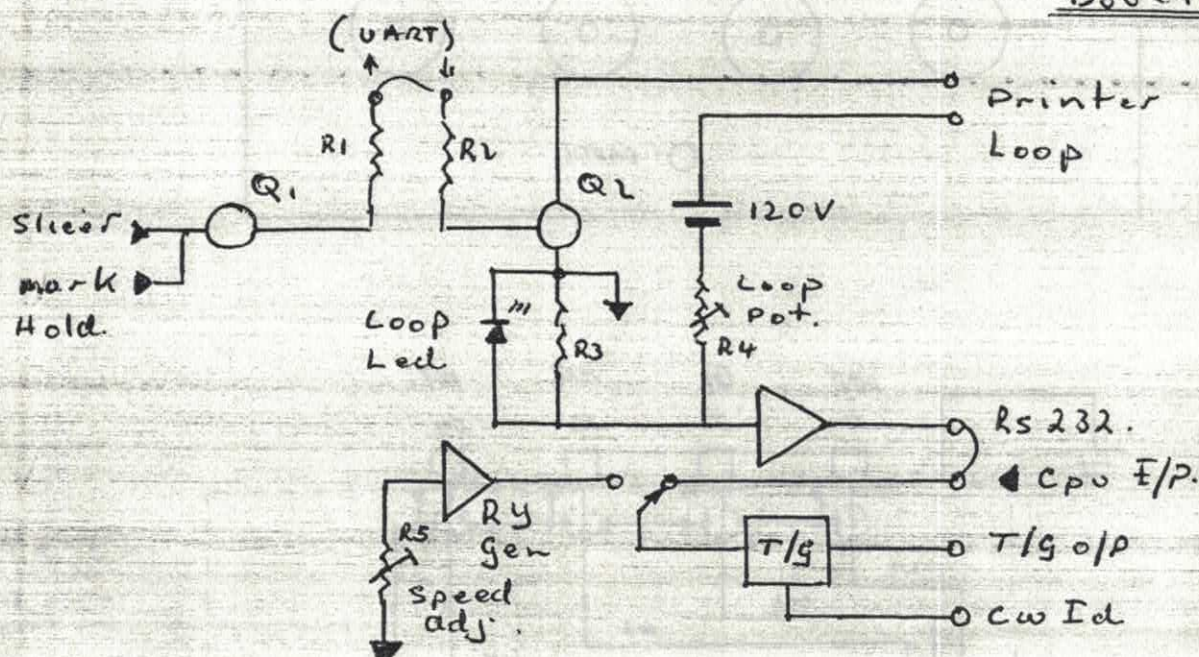 (UART)
R1
R2
Q1
Q2
Slicer
mark
Hold.
Printer
Loop
120V
Loop
Led
R3
Loop
Pot.
R4
Rs 232.
Cpu I/P.
RY
Gen
R5
Speed
adj.
T/G
T/G o/p
Cw Id